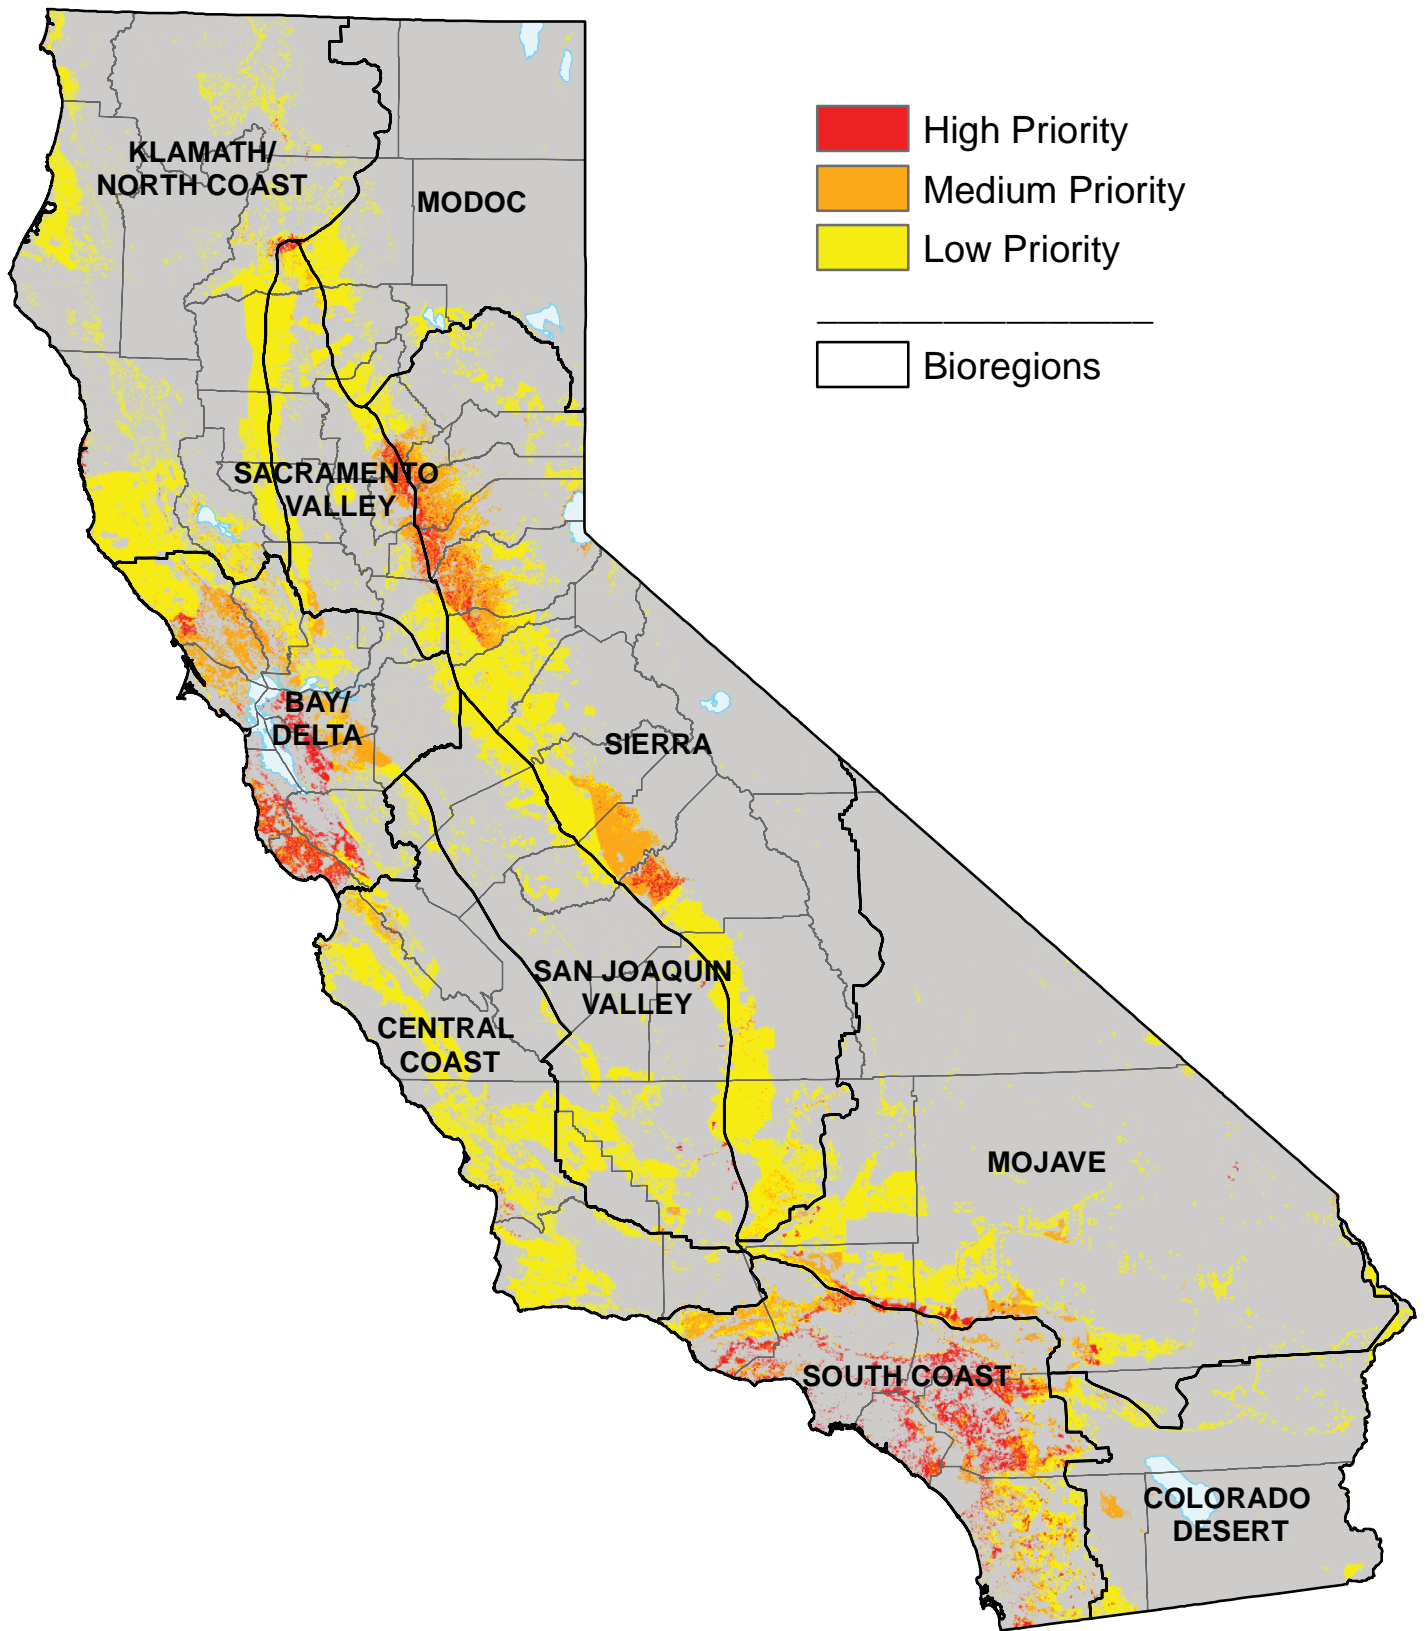 High Priority
Medium Priority
Low Priority
Bioregions
KLAMATH/
NORTH COAST
MODOC
SACRAMENTO
VALLEY
BAY/
DELTA
SIERRA
SAN JOAQUIN
VALLEY
CENTRAL
COAST
MOJAVE
SOUTH COAST
COLORADO
DESERT